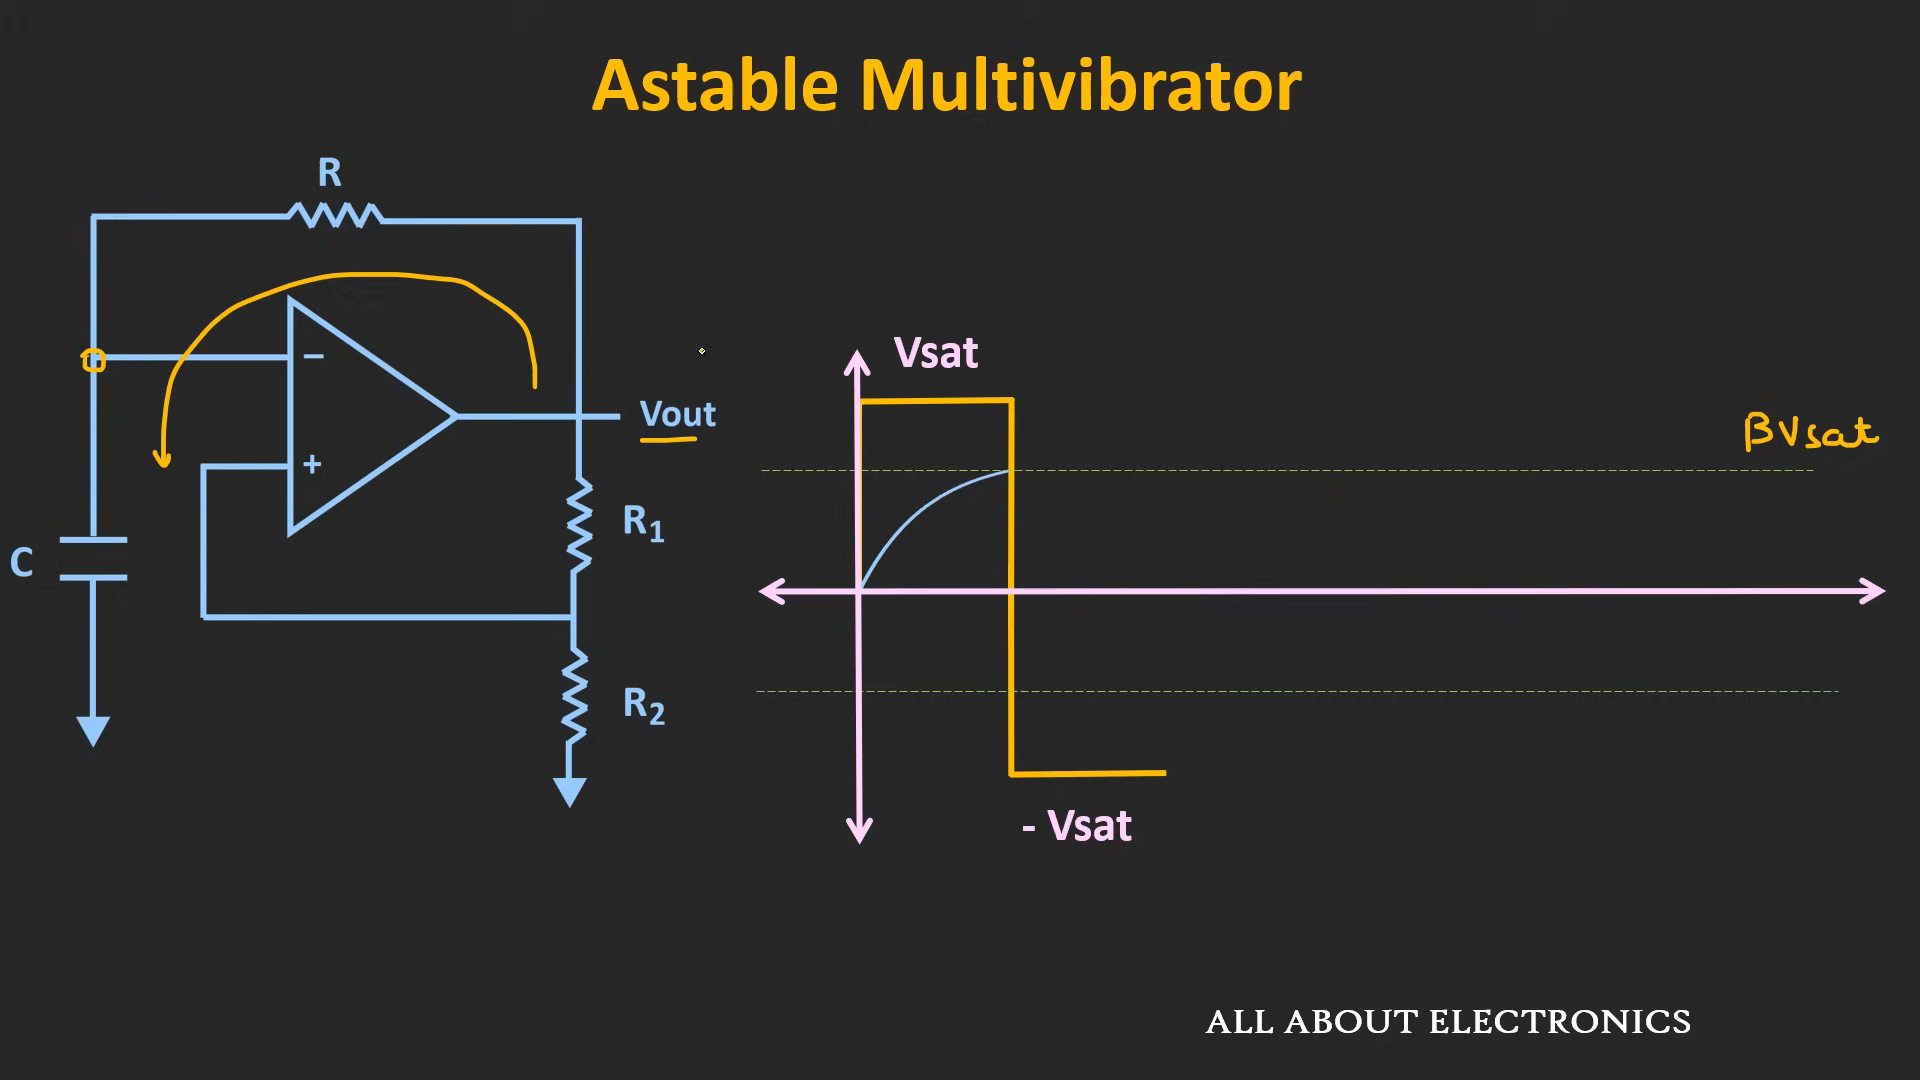 Astable Multivibrator
R
Vsat
βVsat
−
Vout
+
R1
C
R2
- Vsat
ALL ABOUT ELECTRONICS